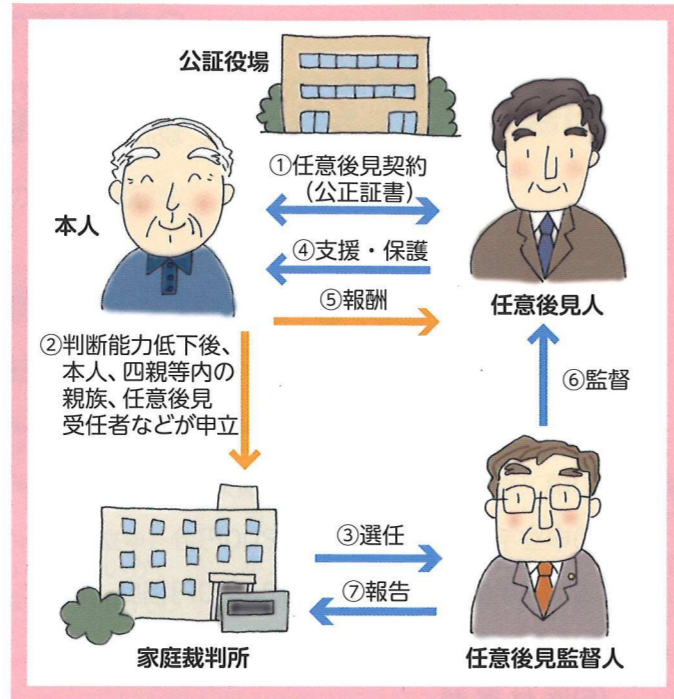 公証役場
①任意後見契約
（公正証書）
本人
④支援・保護
⑤報酬
任意後見人
②判断能力低下後、
本人、四親等内の
親族、任意後見
受任者などが申立
⑥監督
③選任
⑦報告
家庭裁判所
任意後見監督人